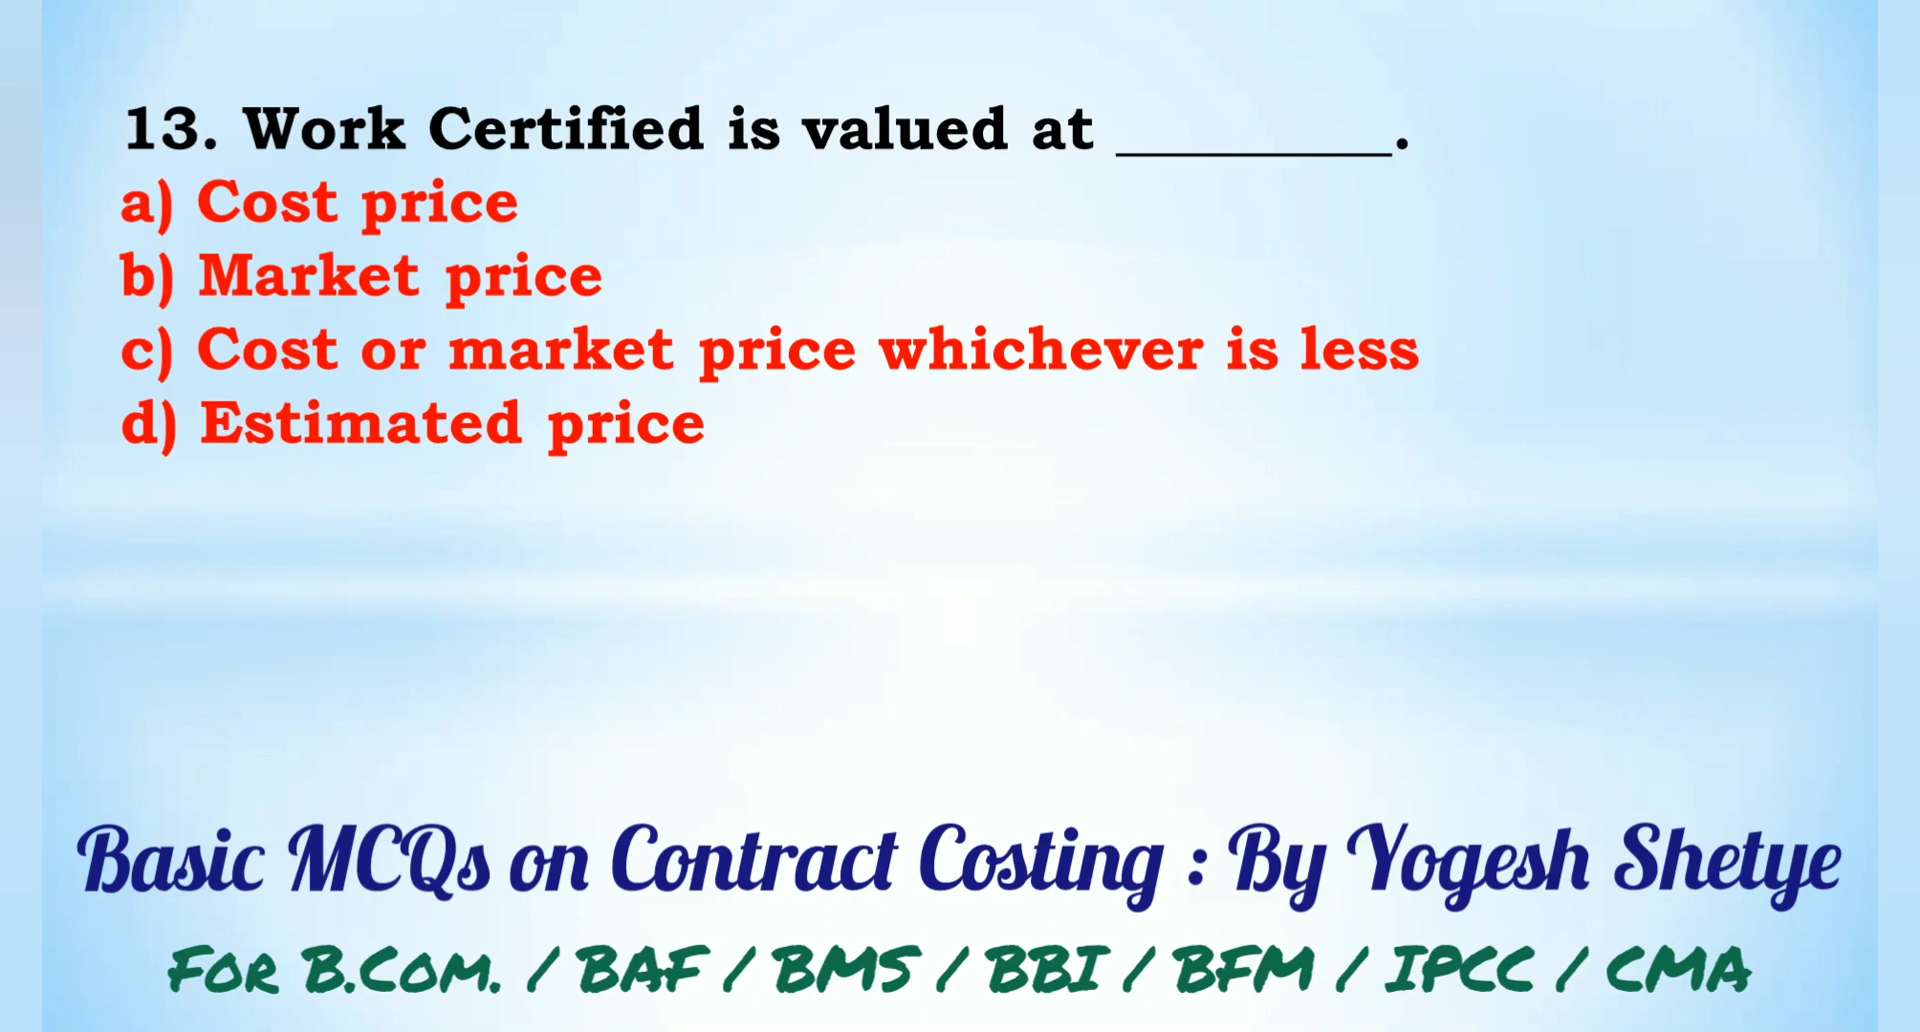 13. Work Certified is valued at __________.
a) Cost price
b) Market price
c) Cost or market price whichever is less
d) Estimated price
Basic MCQs on Contract Costing : By Yogesh Shetye
FOR B.COM. / BAF / BMS / BBI / BFM / IPCC / CMA